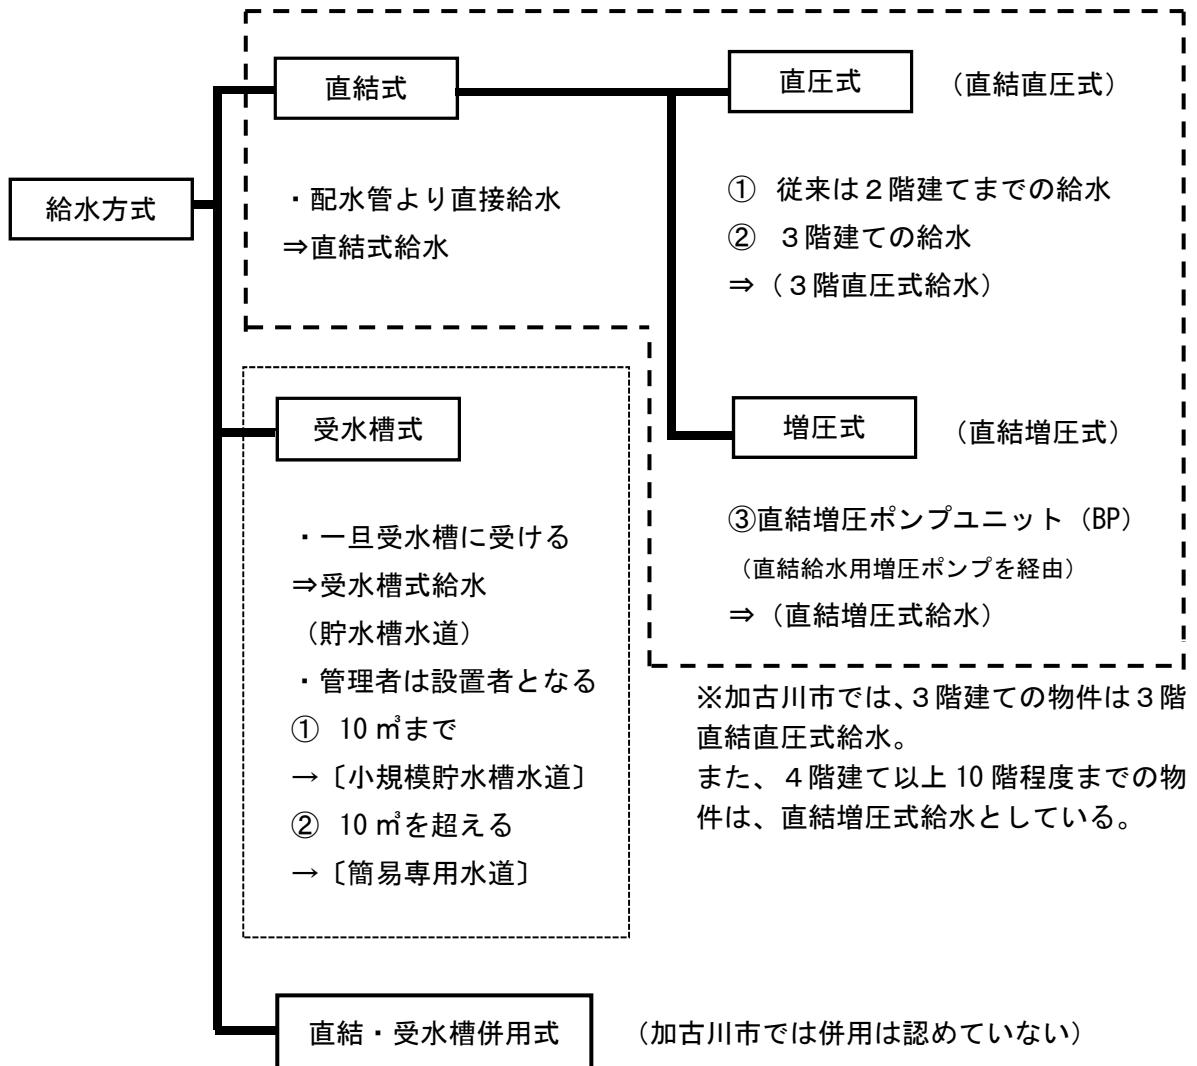 給水方式
直結式
・配水管より直接給水
⇒直結式給水
直圧式
（直結直圧式）
① 従来は２階建てまでの給水
② ３階建ての給水
⇒（３階直圧式給水）
増圧式
（直結増圧式）
③直結増圧ポンプユニット（BP）
（直結給水用増圧ポンプを経由）
⇒（直結増圧式給水）
※加古川市では、３階建ての物件は３階
直結直圧式給水。
また、４階建て以上 10 階程度までの物
件は、直結増圧式給水としている。
受水槽式
・一旦受水槽に受ける
⇒受水槽式給水
（貯水槽水道）
・管理者は設置者となる
① 10 ㎥まで
→〔小規模貯水槽水道〕
② 10 ㎥を超える
→〔簡易専用水道〕
直結・受水槽併用式
（加古川市では併用は認めていない）